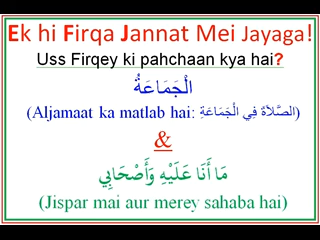 Ek hi Firqa Jannat Mei Jayaga!
Uss Firqey ki pahchaan kya hai?
الْجَمَاعَةُ
(Aljamaat ka matlab hai: الصَّلَاةَ فِي الْجَمَاعَةِ)
&
مَا أَنَا عَلَيْهِ وَأَصْحَابِي
(Jispar mai aur merey sahaba hai)